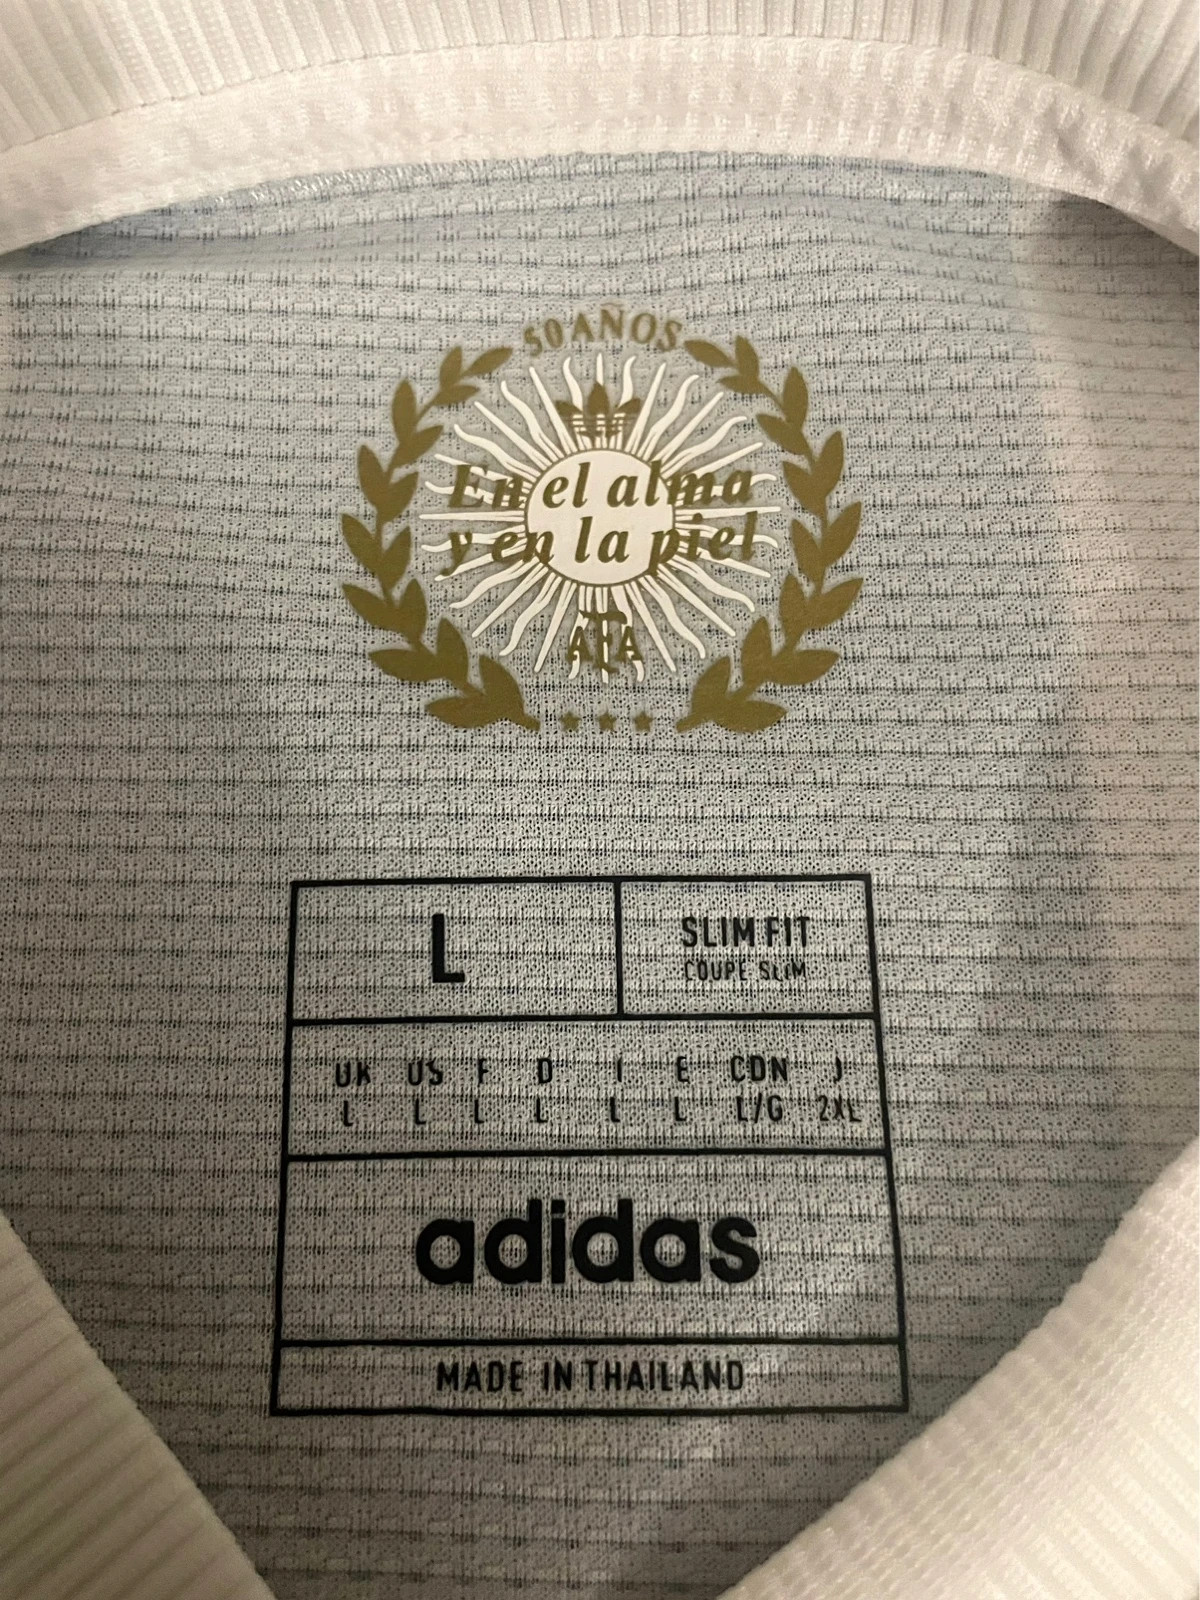 50 AÑOS
En el alma
y en la piel
AFA
L
SLIM FIT
COUPE SLIM
UK US F D I E CDN J
L L L L L L L/G 2XL
adidas
MADE IN THAILAND